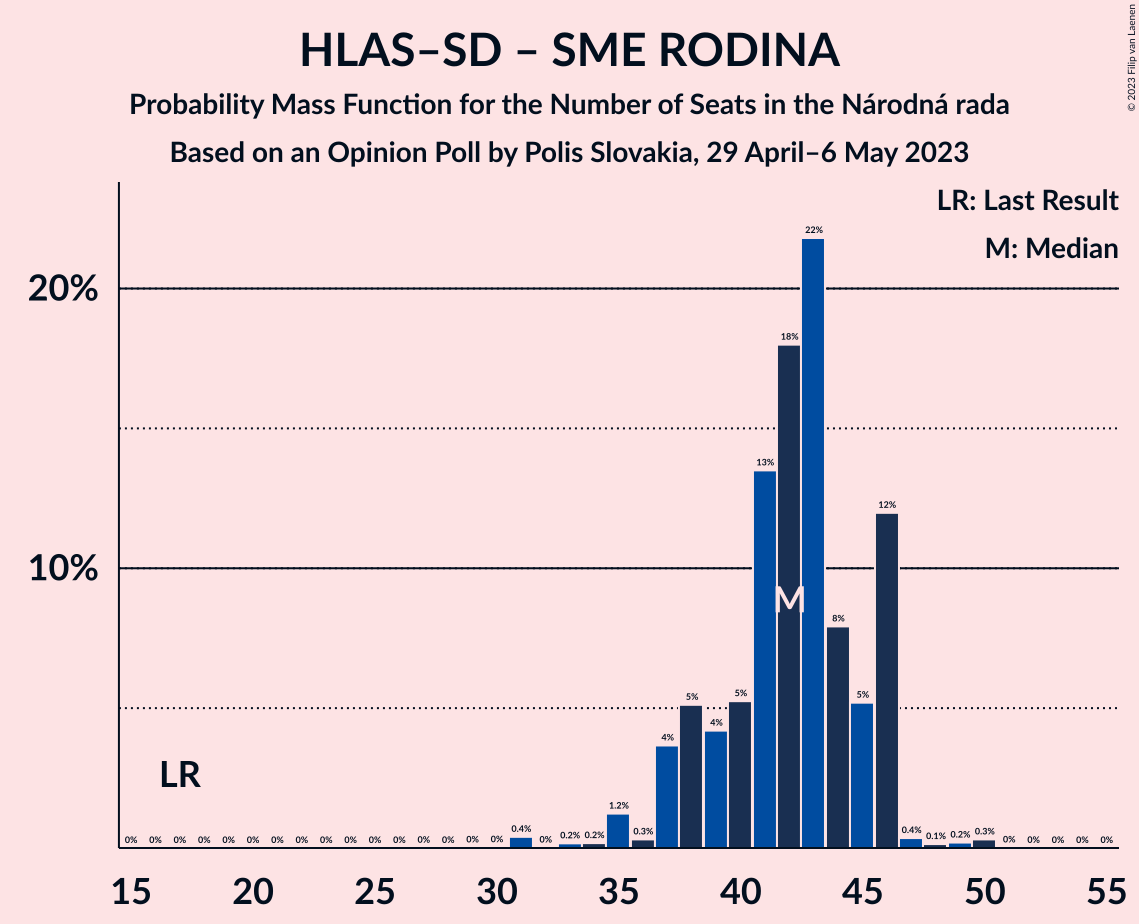 HLAS–SD – SME RODINA
Probability Mass Function for the Number of Seats in the Národná rada
Based on an Opinion Poll by Polis Slovakia, 29 April–6 May 2023
© 2023 Filip van Laenen
LR: Last Result
M: Median
20%
10%
LR
M
0% 0% 0% 0% 0% 0% 0% 0% 0% 0% 0% 0% 0% 0% 0% 0% 0.4% 0% 0.2% 0.2% 1.2% 0.3% 4% 5% 4% 5% 13% 18% 22% 8% 5% 12% 0.4% 0.1% 0.2% 0.3% 0% 0% 0% 0% 0%
15 20 25 30 35 40 45 50 55